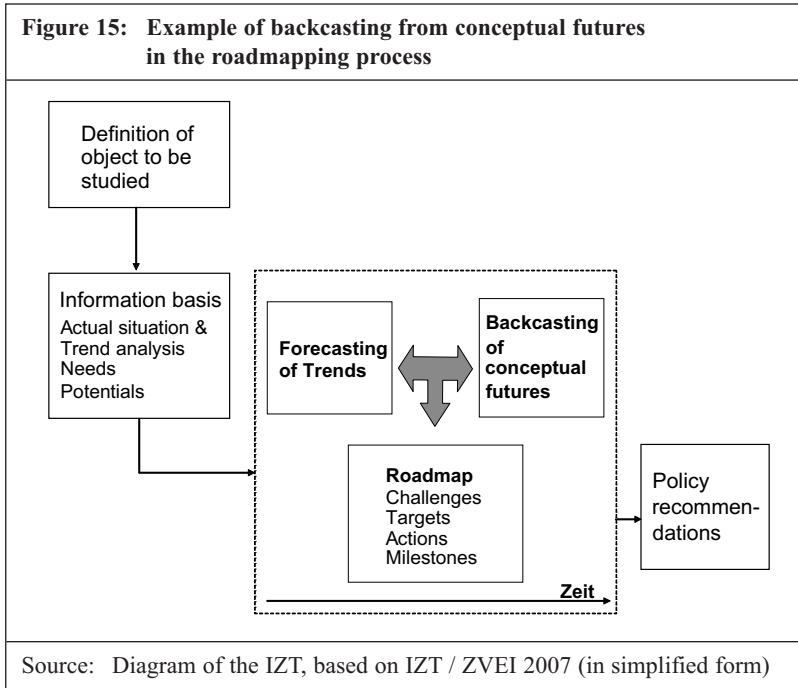 Figure 15: Example of backcasting from conceptual futures
in the roadmapping process
Definition of
object to be
studied
Information basis
Actual situation &
Trend analysis
Needs
Potentials
Forecasting
of Trends
Backcasting
of
conceptual
futures
Roadmap
Challenges
Targets
Actions
Milestones
Zeit
Policy
recommen-
dations
Source: Diagram of the IZT, based on IZT / ZVEI 2007 (in simplified form)